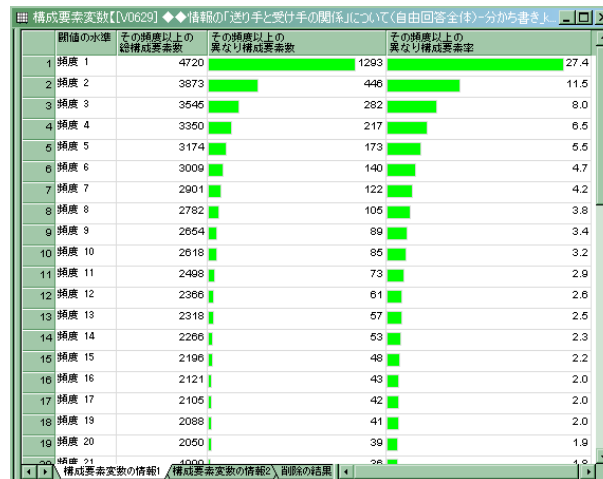 構成要素変数【[V0629] ◆◆情報の「送り手と受け手の関係」について(自由回答全体)-分かち書き_k...
閾値の水準 その頻度以上の総構成要素数 その頻度以上の異なり構成要素数 その頻度以上の異なり構成要素率
1 頻度 1 4720 1293 27.4
2 頻度 2 3873 446 11.5
3 頻度 3 3545 282 8.0
4 頻度 4 3350 217 6.5
5 頻度 5 3174 173 5.5
6 頻度 6 3009 140 4.7
7 頻度 7 2901 122 4.2
8 頻度 8 2782 105 3.8
9 頻度 9 2654 89 3.4
10 頻度 10 2618 85 3.2
11 頻度 11 2498 73 2.9
12 頻度 12 2366 61 2.6
13 頻度 13 2318 57 2.5
14 頻度 14 2266 53 2.3
15 頻度 15 2196 48 2.2
16 頻度 16 2121 43 2.0
17 頻度 17 2105 42 2.0
18 頻度 19 2088 41 2.0
19 頻度 20 2050 39 1.9
頻度 21
構成要素変数の情報1 構成要素変数の情報2 削除の結果